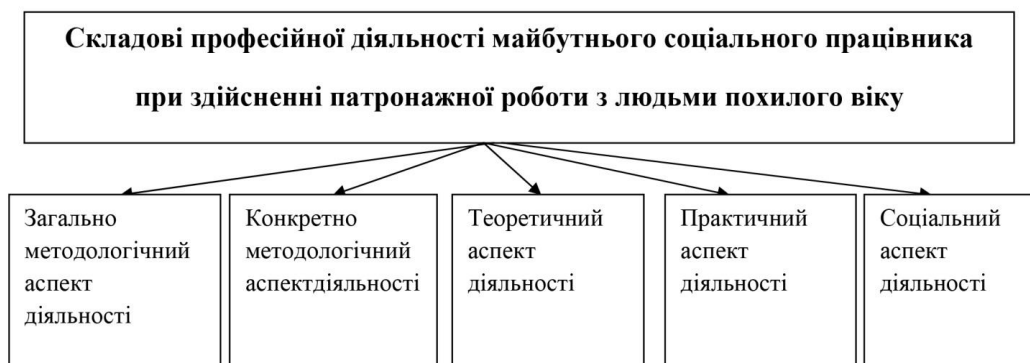 Складові професійної діяльності майбутнього соціального працівника
при здійсненні патронажної роботи з людьми похилого віку
Загально
методологічний
аспект
діяльності
Конкретно
методологічний
аспектдіяльності
Теоретичний
аспект
діяльності
Практичний
аспект
діяльності
Соціальний
аспект
діяльності